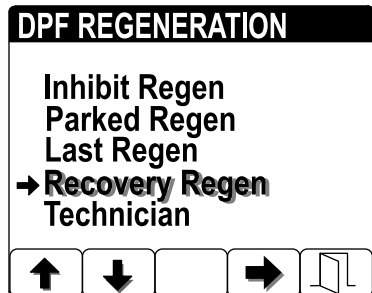 DPF REGENERATION
Inhibit Regen
Parked Regen
Last Regen
Recovery Regen
Technician